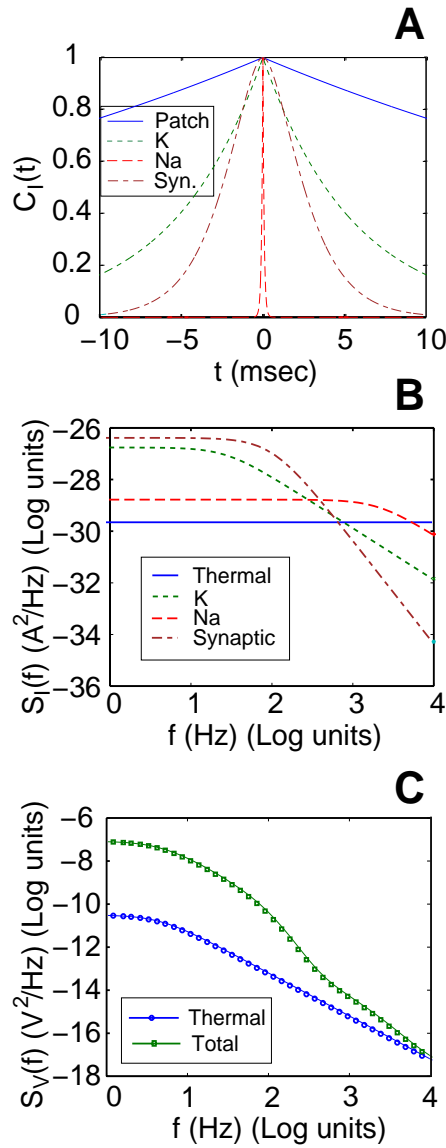 A
1
0.8
0.6
0.4
0.2
0
C_I(t)
Patch
K
Na
Syn.
−10
−5
0
5
10
t (msec)
B
−26
−28
−30
−32
−34
−36
S_I(f) (A^2/Hz) (Log units)
Thermal
K
Na
Synaptic
0
1
2
3
4
f (Hz) (Log units)
C
−6
−8
−10
−12
−14
−16
−18
S_V(f) (V^2/Hz) (Log units)
Thermal
Total
0
1
2
3
4
f (Hz) (Log units)